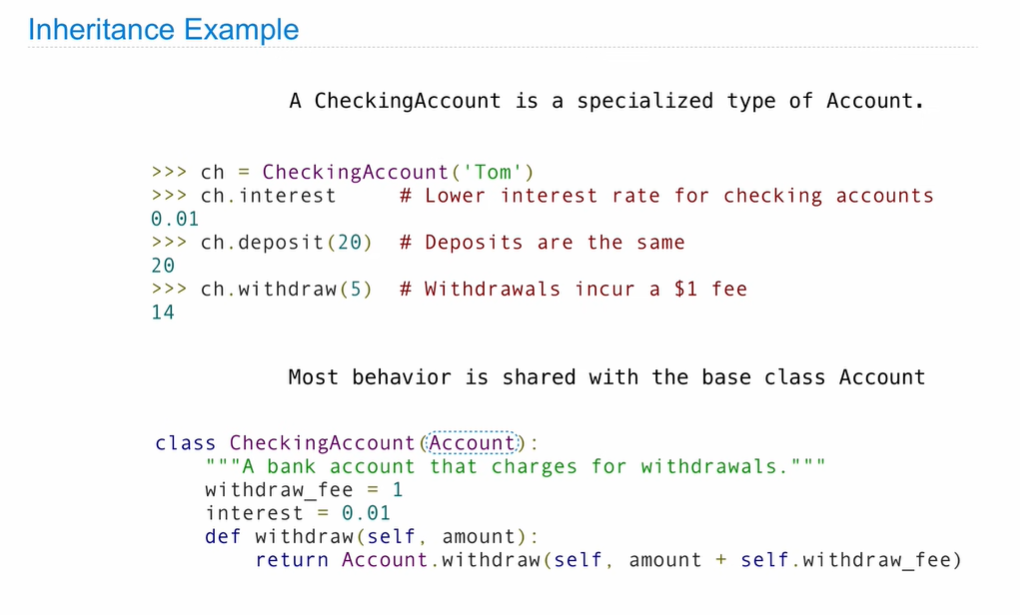 Inheritance Example
A CheckingAccount is a specialized type of Account.
>>> ch = CheckingAccount('Tom')
>>> ch.interest     # Lower interest rate for checking accounts
0.01
>>> ch.deposit(20)  # Deposits are the same
20
>>> ch.withdraw(5)  # Withdrawals incur a $1 fee
14
Most behavior is shared with the base class Account
class CheckingAccount(Account):
    """A bank account that charges for withdrawals."""
    withdraw_fee = 1
    interest = 0.01
    def withdraw(self, amount):
        return Account.withdraw(self, amount + self.withdraw_fee)